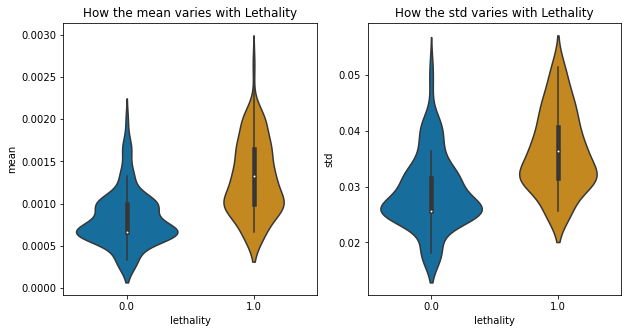 How the mean varies with Lethality
0.0030
0.0025
0.0020
0.0015
0.0010
0.0005
0.0000
mean
0.0
1.0
lethality
How the std varies with Lethality
0.05
0.04
0.03
0.02
std
0.0
1.0
lethality